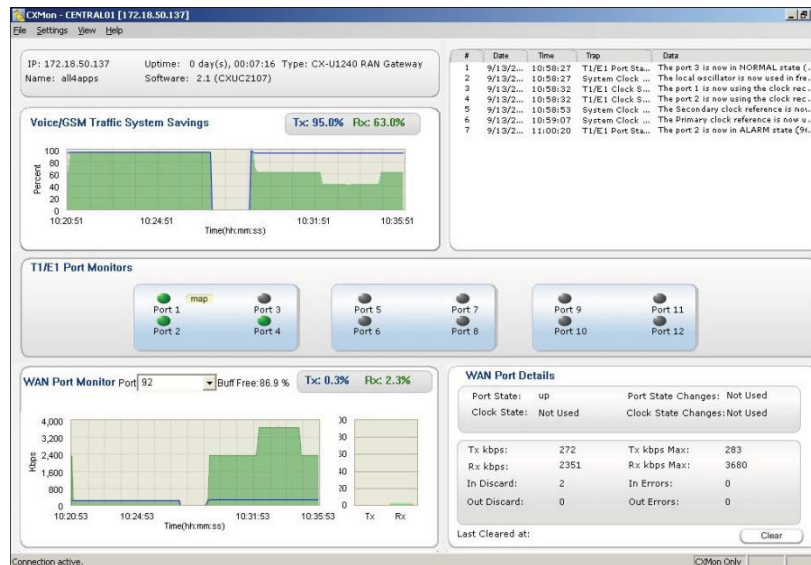 CXMon - CENTRAL01 [172.18.50.137]
File Settings View Help
IP: 172.18.50.137 Uptime: 0 day(s), 00:07:16 Type: CX-U1240 RAN Gateway
Name: all4apps Software: 2.1 (CXUC2107)
Voice/GSM Traffic System Savings Tx: 95.0% Rx: 63.0%
100
80
60
40
20
0
Percent
10:20:51 10:24:51 10:31:51 10:35:51
Time(hh:mm:ss)
# Date Time Trap Data
1 9/13/2... 10:58:27 T1/E1 Port Sta... The port 3 is now in NORMAL state (.
2 9/13/2... 10:58:27 System Clock ... The local oscillator is now used in fre...
3 9/13/2... 10:58:32 T1/E1 Clock S... The port 1 is now using the clock rec...
4 9/13/2... 10:58:32 T1/E1 Clock S... The port 2 is now using the clock rec...
5 9/13/2... 10:58:53 System Clock ... The Secondary clock reference is nov..
6 9/13/2... 10:59:07 System Clock ... The Primary clock reference is now u..
7 9/13/2... 11:00:20 T1/E1 Port Sta... The port 2 is now in ALARM state (9
T1/E1 Port Monitors
Port 1 map Port 3
Port 2 Port 4
Port 5 Port 7
Port 6 Port 8
Port 9 Port 11
Port 10 Port 12
WAN Port Monitor Port 92 Buff Free: 86.9 % Tx: 0.3% Rx: 2.3%
4,000
3,200
2,400
1,600
800
0
Kbps
10:20:53 10:24:53 10:31:53 10:35:53
Time(hh:mm:ss)
00
30
60
40
20
0
Tx Rx
WAN Port Details
Port State: up Port State Changes: Not Used
Clock State: Not Used Clock State Changes: Not Used
Tx kbps: 272 Tx kbps Max: 283
Rx kbps: 2351 Rx kbps Max: 3680
In Discard: 2 In Errors: 0
Out Discard: 0 Out Errors: 0
Last Cleared at: Clear
Connection active. CXMon Only